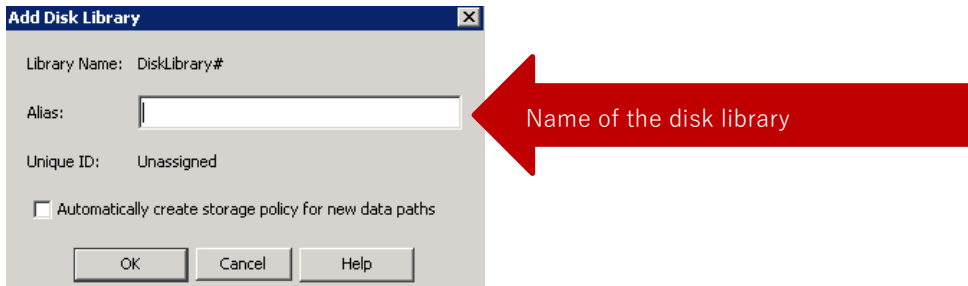 Add Disk Library
Library Name: DiskLibrary#
Alias:
Name of the disk library
Unique ID: Unassigned
Automatically create storage policy for new data paths
OK Cancel Help